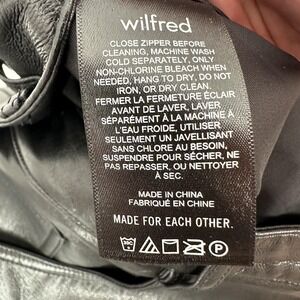 wilfred
CLOSE ZIPPER BEFORE
CLEANING, MACHINE WASH
COLD SEPARATELY, ONLY
NON-CHLORINE BLEACH WHEN
NEEDED, HANG TO DRY, DO NOT
IRON, OR DRY CLEAN.
FERMER LA FERMETURE ÉCLAIR
AVANT DE LAVER, LAVER
SÉPARÉMENT À LA MACHINE À
L'EAU FROIDE, UTILISER
SEULEMENT UN JAVELLISANT
SANS CHLORE AU BESOIN,
SUSPENDRE POUR SÉCHER, NE
PAS REPASSER, OU NETTOYER
À SEC.
MADE IN CHINA
FABRIQUÉ EN CHINE
MADE FOR EACH OTHER.